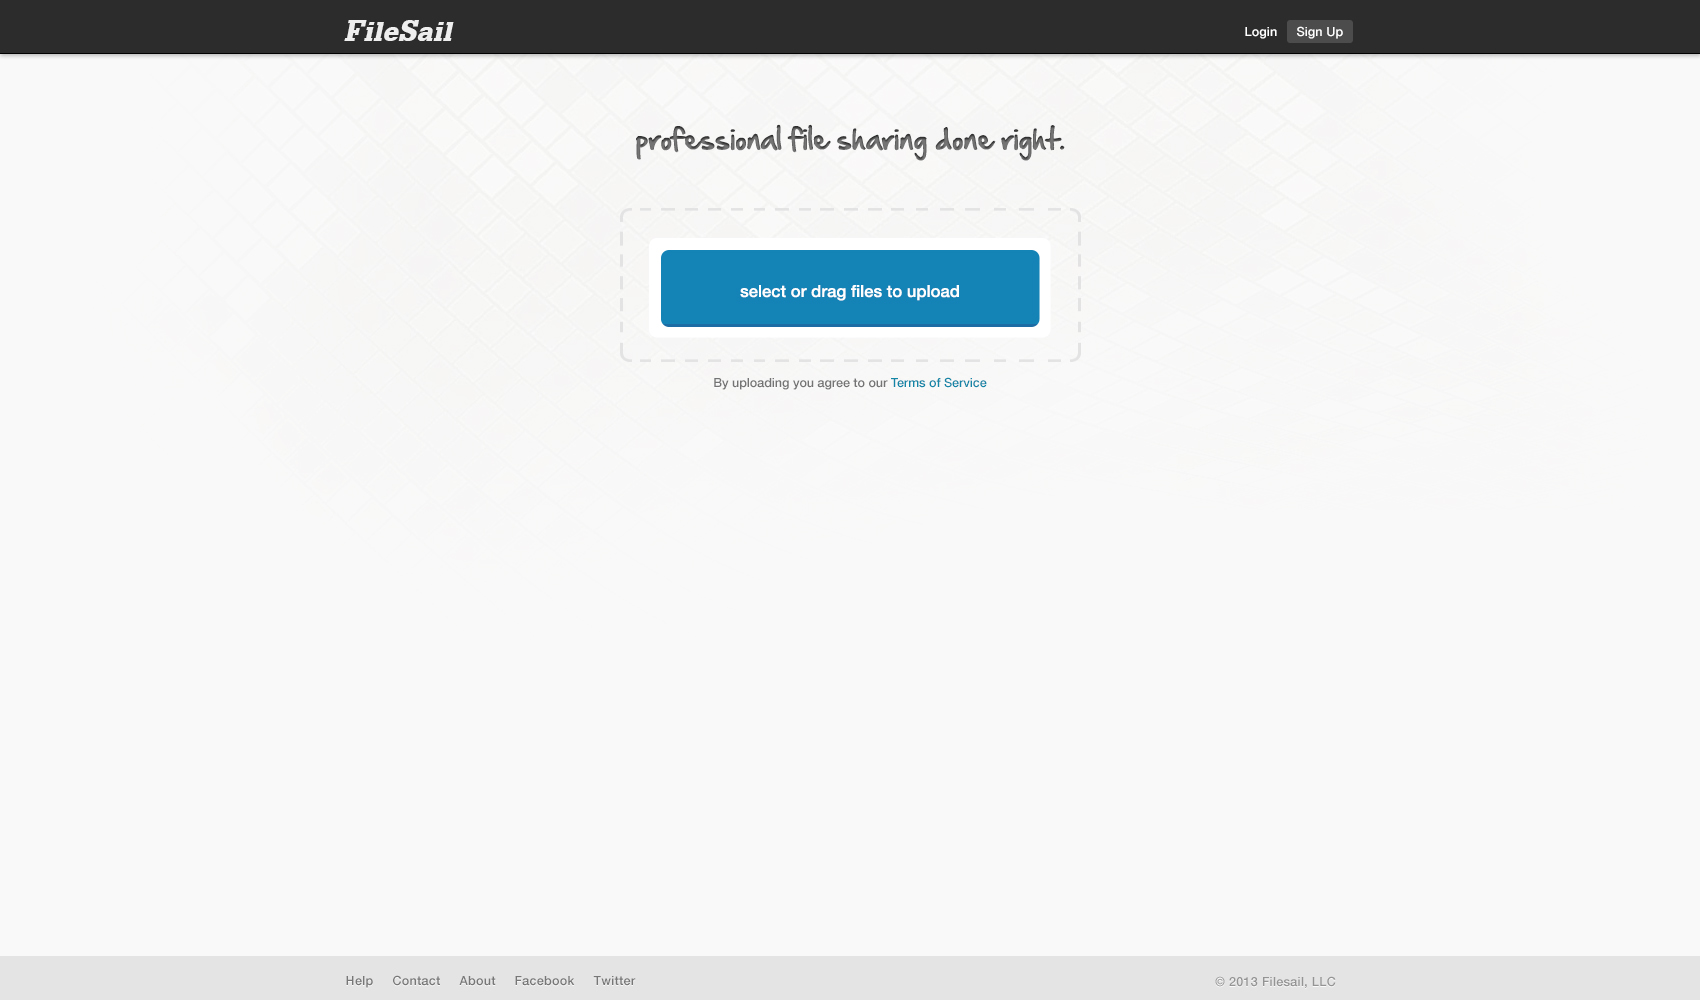 FileSail
Login Sign Up
professional file sharing done right.
select or drag files to upload
By uploading you agree to our Terms of Service
Help Contact About Facebook Twitter
© 2013 Filesail, LLC